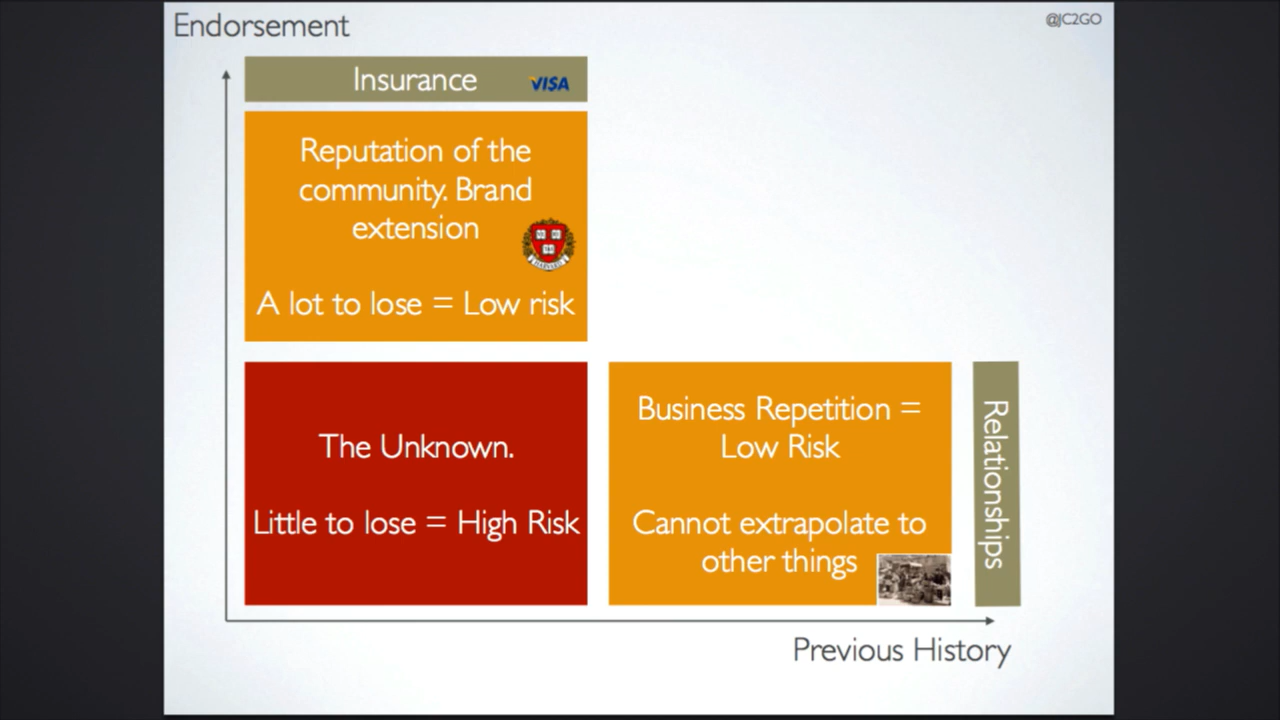 Endorsement
@JC2GO
Insurance
VISA
Reputation of the
community. Brand
extension
HARVARD
A lot to lose = Low risk
The Unknown.
Little to lose = High Risk
Business Repetition =
Low Risk
Cannot extrapolate to
other things
Relationships
Previous History